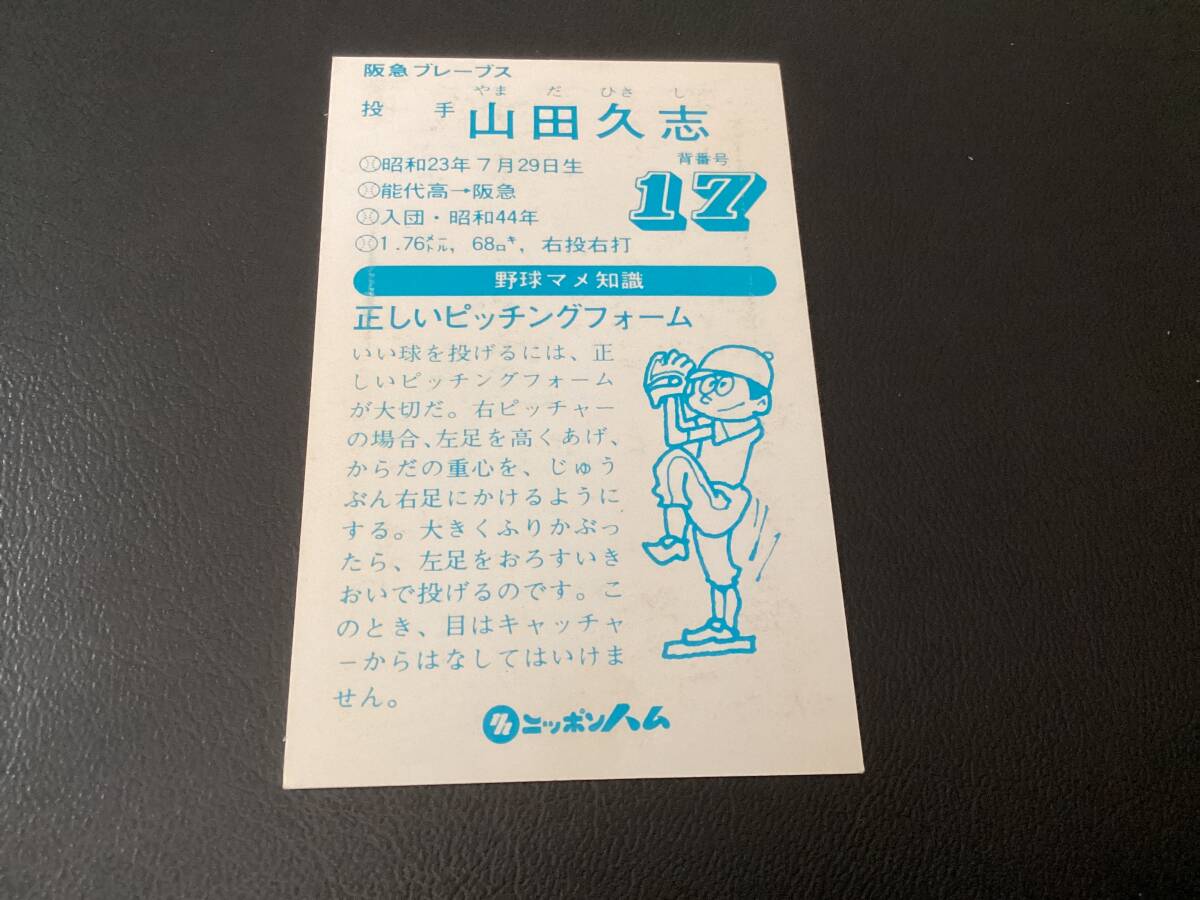 阪急ブレーブス
やまだひさし
投手 山田久志
昭和23年7月29日生
背番号
能代高→阪急
17
入団・昭和44年
1.76メートル, 68キロ, 右投右打
野球マメ知識
正しいピッチングフォーム
いい球を投げるには、正
しいピッチングフォーム
が大切だ。右ピッチャー
の場合、左足を高くあげ、
からだの重心を、じゅう
ぶん右足にかけるように
する。大きくふりかぶっ
たら、左足をおろすいき
おいで投げるのです。こ
のとき、目はキャッチャ
ーからはなしてはいけま
せん。
ニッポンハム